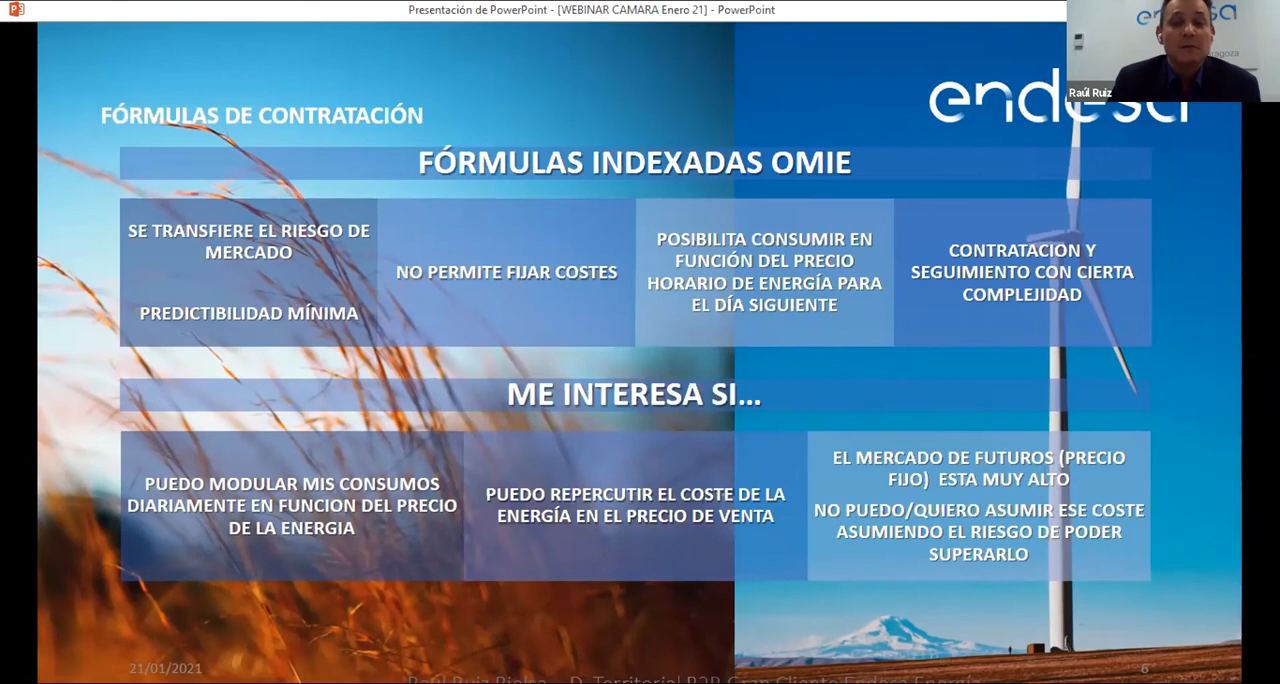 Presentación de PowerPoint - [WEBINAR CAMARA Enero 21] - PowerPoint
endesa
Raúl Ruiz
endesa
FÓRMULAS DE CONTRATACIÓN
FÓRMULAS INDEXADAS OMIE
SE TRANSFIERE EL RIESGO DE
MERCADO
PREDICTIBILIDAD MÍNIMA
NO PERMITE FIJAR COSTES
POSIBILITA CONSUMIR EN
FUNCIÓN DEL PRECIO
HORARIO DE ENERGÍA PARA
EL DÍA SIGUIENTE
CONTRATACION Y
SEGUIMIENTO CON CIERTA
COMPLEJIDAD
ME INTERESA SI...
PUEDO MODULAR MIS CONSUMOS
DIARIAMENTE EN FUNCION DEL PRECIO
DE LA ENERGIA
PUEDO REPERCUTIR EL COSTE DE LA
ENERGÍA EN EL PRECIO DE VENTA
EL MERCADO DE FUTUROS (PRECIO
FIJO) ESTA MUY ALTO
NO PUEDO/QUIERO ASUMIR ESE COSTE
ASUMIENDO EL RIESGO DE PODER
SUPERARLO
21/01/2021
6